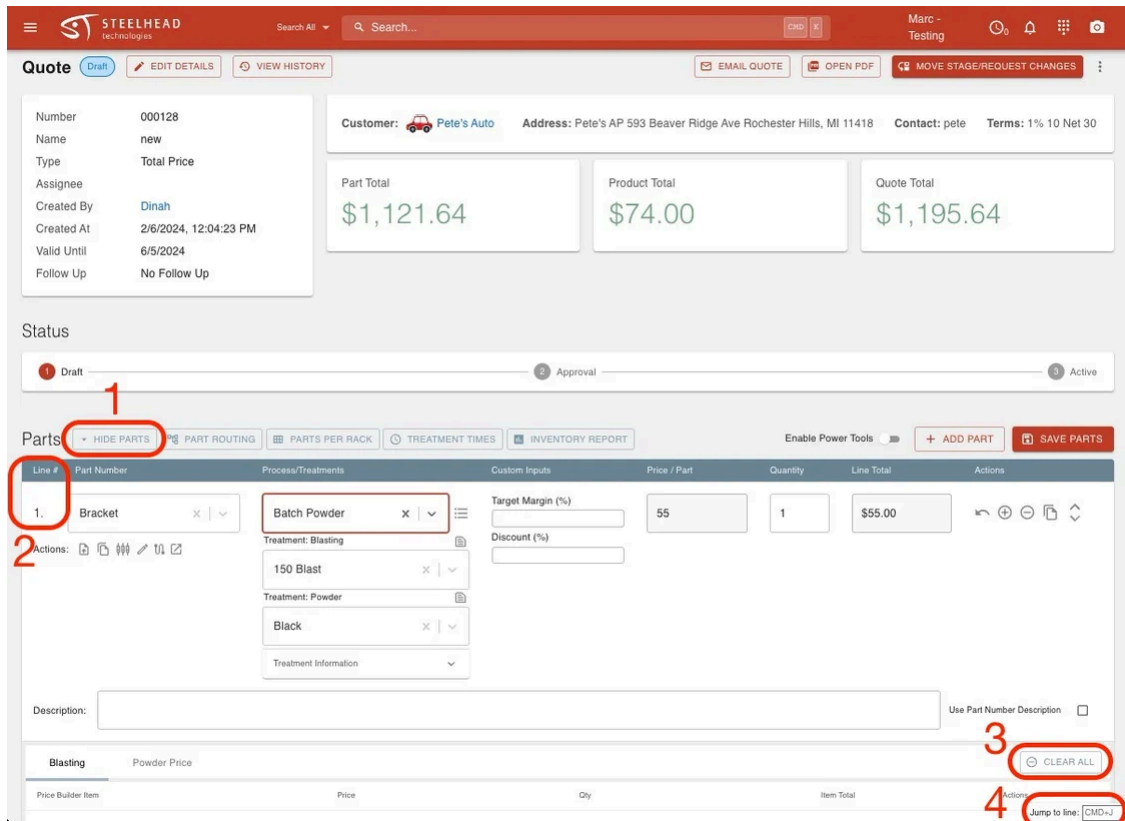 STEELHEAD
technologies
Search All
Search...
CMD K
Marc -
Testing
0
Quote Draft EDIT DETAILS VIEW HISTORY EMAIL QUOTE OPEN PDF MOVE STAGE/REQUEST CHANGES
Number 000128
Name new
Type Total Price
Assignee
Created By Dinah
Created At 2/6/2024, 12:04:23 PM
Valid Until 6/5/2024
Follow Up No Follow Up
Customer: Pete's Auto Address: Pete's AP 593 Beaver Ridge Ave Rochester Hills, MI 11418 Contact: pete Terms: 1% 10 Net 30
Part Total Product Total Quote Total
$1,121.64 $74.00 $1,195.64
Status
1 Draft 2 Approval 3 Active
1
Parts HIDE PARTS PART ROUTING PARTS PER RACK TREATMENT TIMES INVENTORY REPORT Enable Power Tools + ADD PART SAVE PARTS
Line # Part Number Process/Treatments Custom Inputs Price / Part Quantity Line Total Actions
1. Bracket Batch Powder Target Margin (%) 55 1 $55.00
2
Actions: Treatment: Blasting Discount (%)
150 Blast
Treatment: Powder
Black
Treatment Information
Description: Use Part Number Description
3
Blasting Powder Price CLEAR ALL
Price Builder Item Price Qty Item Total Actions
4
Jump to line: CMD+J